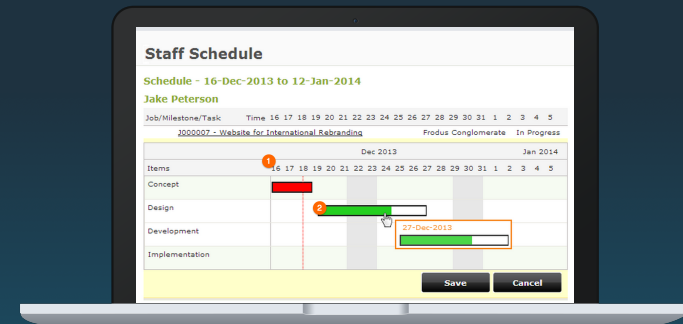 Staff Schedule
Schedule - 16-Dec-2013 to 12-Jan-2014
Jake Peterson
Job/Milestone/Task Time 16 17 18 19 20 21 22 23 24 25 26 27 28 29 30 31 1 2 3 4 5
J000007 - Website for International Rebranding Frodus Conglomerate In Progress
Dec 2013 Jan 2014
1
Items 16 17 18 19 20 21 22 23 24 25 26 27 28 29 30 31 1 2 3 4 5
Concept
Design 2
27-Dec-2013
Development
Implementation
Save Cancel